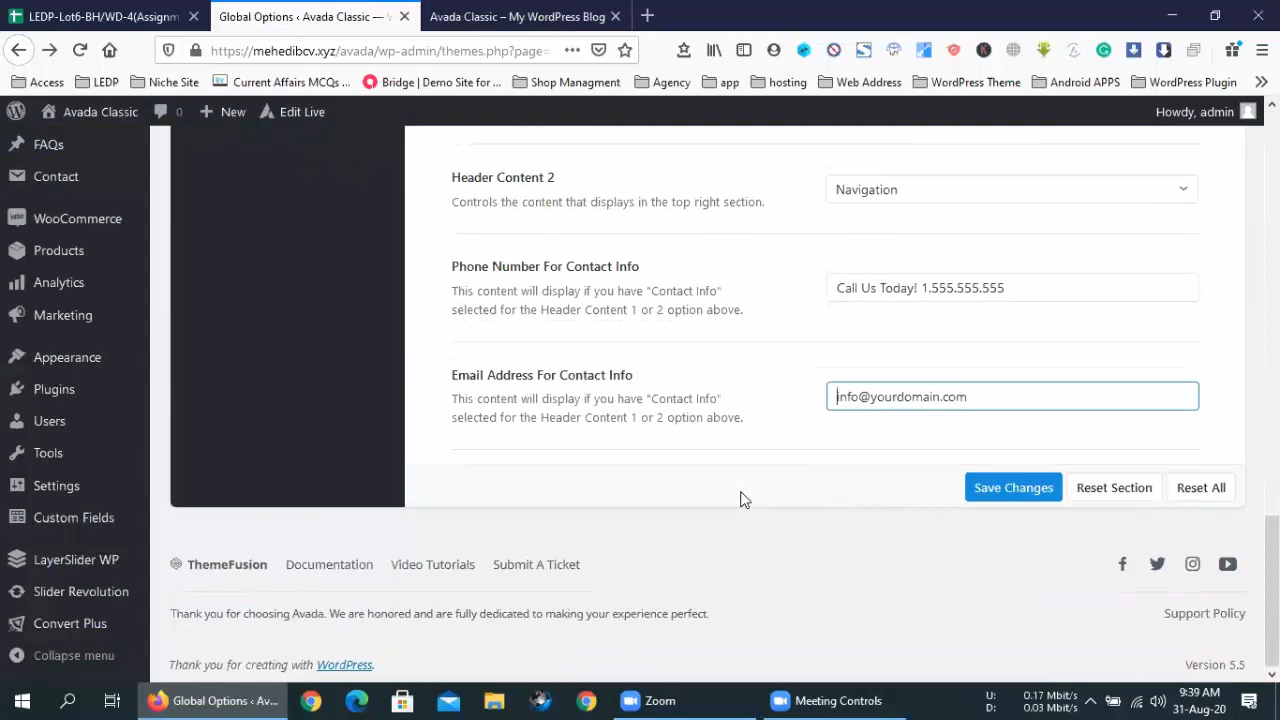 LEDP-Lot6-BH/WD-4(Assignm
Global Options ‹ Avada Classic —
Avada Classic – My WordPress Blog
https://mehedibcv.xyz/avada/wp-admin/themes.php?page=
Access
LEDP
Niche Site
Current Affairs MCQs ...
Bridge | Demo Site for ...
Shop Managment
Agency
app
hosting
Web Address
WordPress Theme
Android APPS
WordPress Plugin
Avada Classic
0
New
Edit Live
Howdy, admin
FAQs
Contact
WooCommerce
Products
Analytics
Marketing
Appearance
Plugins
Users
Tools
Settings
Custom Fields
LayerSlider WP
Slider Revolution
Convert Plus
Collapse menu
Header Content 2
Controls the content that displays in the top right section.
Navigation
Phone Number For Contact Info
This content will display if you have "Contact Info"
selected for the Header Content 1 or 2 option above.
Call Us Today! 1.555.555.555
Email Address For Contact Info
This content will display if you have "Contact Info"
selected for the Header Content 1 or 2 option above.
info@yourdomain.com
Save Changes
Reset Section
Reset All
ThemeFusion
Documentation
Video Tutorials
Submit A Ticket
Thank you for choosing Avada. We are honored and are fully dedicated to making your experience perfect.
Support Policy
Thank you for creating with WordPress.
Version 5.5
Global Options ‹ Ava...
Zoom
Meeting Controls
U: 0.17 Mbit/s
D: 0.03 Mbit/s
9:39 AM
31-Aug-20